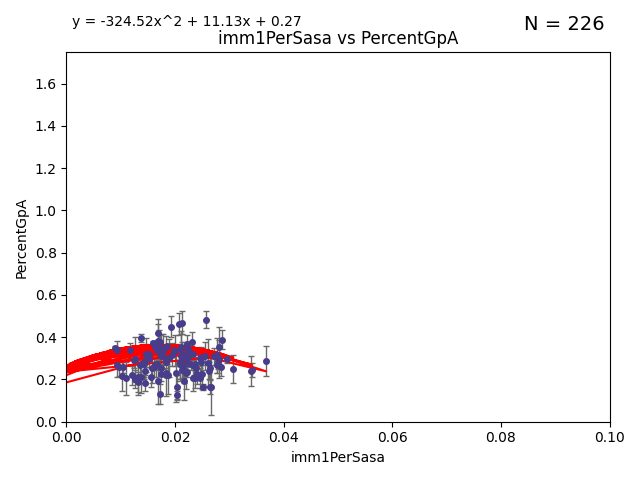 y = -324.52x^2 + 11.13x + 0.27
N = 226
imm1PerSasa vs PercentGpA
1.6
1.4
1.2
1.0
0.8
0.6
0.4
0.2
0.0
PercentGpA
0.00 0.02 0.04 0.06 0.08 0.10
imm1PerSasa